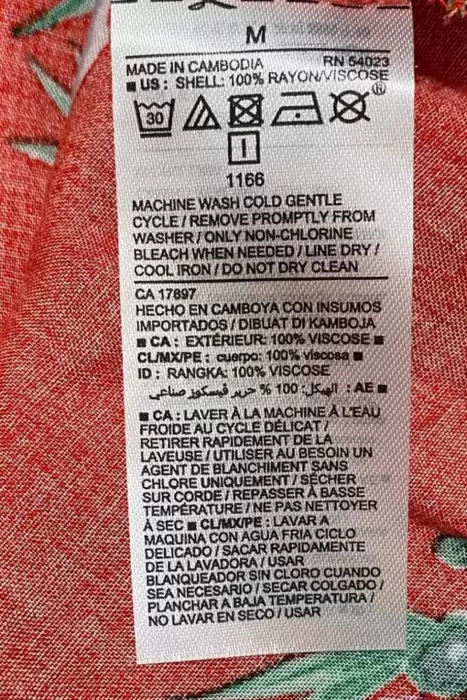 M
MADE IN CAMBODIA RN 54023
■ US : SHELL: 100% RAYON/VISCOSE
30
®
1166
MACHINE WASH COLD GENTLE
CYCLE / REMOVE PROMPTLY FROM
WASHER / ONLY NON-CHLORINE
BLEACH WHEN NEEDED / LINE DRY /
COOL IRON / DO NOT DRY CLEAN
CA 17897
HECHO EN CAMBOYA CON INSUMOS
IMPORTADOS / DIBUAT DI KAMBOJA
■ CA : EXTÉRIEUR: 100% VISCOSE ■
CL/MX/PE : cuerpo: 100% viscosa ■
ID : RANGKA: 100% VISCOSE
■ AE : الهيكل: 100 % حرير ڤيسكوز صناعي
■ CA : LAVER À LA MACHINE À L'EAU
FROIDE AU CYCLE DÉLICAT /
RETIRER RAPIDEMENT DE LA
LAVEUSE / UTILISER AU BESOIN UN
AGENT DE BLANCHIMENT SANS
CHLORE UNIQUEMENT / SÉCHER
SUR CORDE / REPASSER À BASSE
TEMPÉRATURE / NE PAS NETTOYER
À SEC ■ CL/MX/PE : LAVAR A
MAQUINA CON AGUA FRIA CICLO
DELICADO / SACAR RAPIDAMENTE
DE LA LAVADORA / USAR
BLANQUEADOR SIN CLORO CUANDO
SEA NECESARIO / SECAR COLGADO /
PLANCHAR A BAJA TEMPERATURA /
NO LAVAR EN SECO / USAR